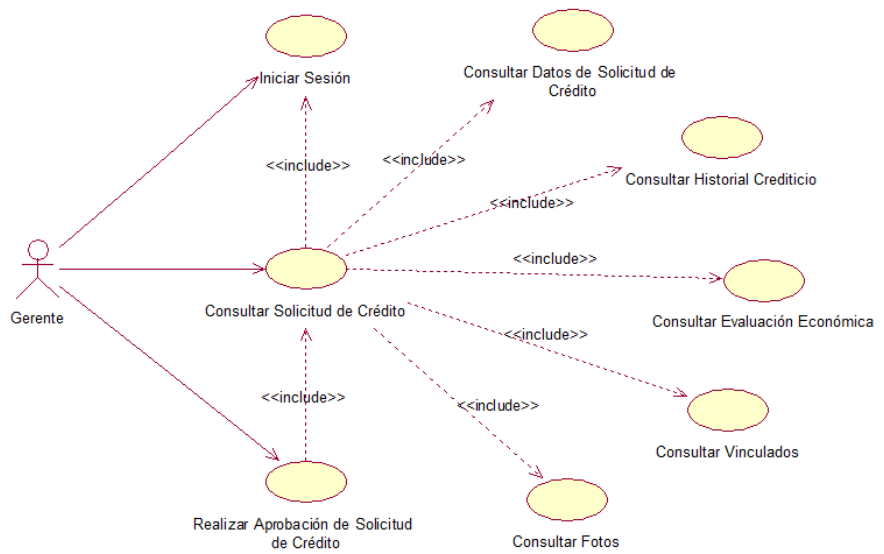 Iniciar Sesión
Consultar Datos de Solicitud de
Crédito
<<include>>
<<include>>
Consultar Historial Crediticio
<<include>>
<<include>>
Gerente
Consultar Solicitud de Crédito
Consultar Evaluación Económica
<<include>>
<<include>>
<<include>>
Consultar Vinculados
Realizar Aprobación de Solicitud
de Crédito
Consultar Fotos